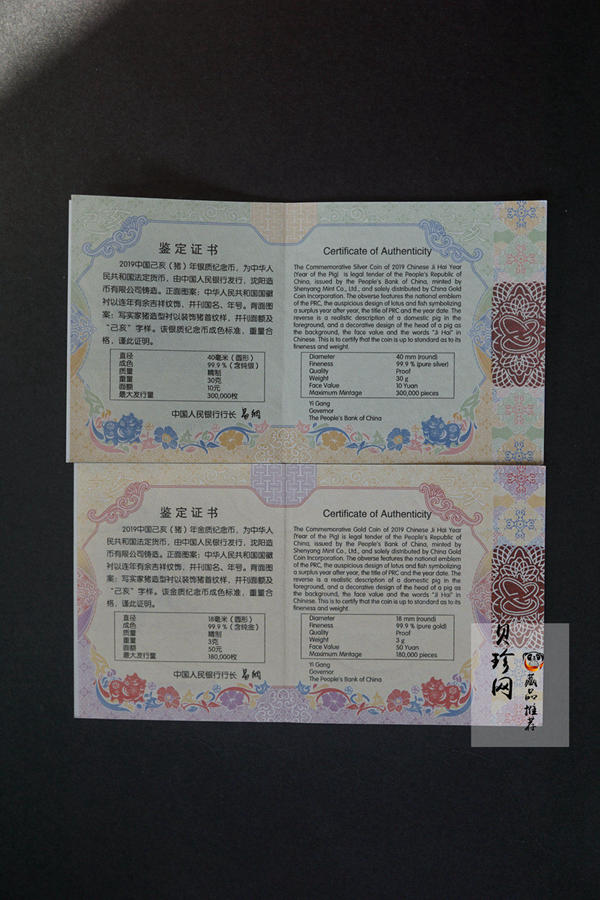 鉴定证书
2019中国己亥（猪）年银质纪念币，为中华人
民共和国法定货币，由中国人民银行发行，沈阳造
币有限公司铸造。正面图案：中华人民共和国国徽
衬以连年有余吉祥纹饰，并刊国名、年号。背面图
案：写实家猪造型衬以装饰猪首纹样，并刊面额及
“己亥”字样。该银质纪念币成色标准，重量合
格，谨此证明。
直径 40毫米（圆形）
成色 99.9％（含纯银）
质量 精制
重量 30克
面额 10元
最大发行量 300,000枚
中国人民银行行长 易纲
Certificate of Authenticity
The Commemorative Silver Coin of 2019 Chinese Ji Hai Year
(Year of the Pig) is legal tender of the People's Republic of
China, issued by the People's Bank of China, minted by
Shenyang Mint Co., Ltd., and solely distributed by China Gold
Coin Incorporation. The obverse features the national emblem
of the PRC, the auspicious design of lotus and fish symbolizing
a surplus year after year, the title of PRC and the year date. The
reverse is a realistic description of a domestic pig in the
foreground, and a decorative design of the head of a pig as
the background, the face value and the words "Ji Hai" in
Chinese. This is to certify that the coin is up to standard as to its
fineness and weight.
Diameter 40 mm (round)
Fineness 99.9 % (pure silver)
Quality Proof
Weight 30 g
Face Value 10 Yuan
Maximum Mintage 300,000 pieces
Yi Gang
Governor
The People's Bank of China
鉴定证书
2019中国己亥（猪）年金质纪念币，为中华人
民共和国法定货币，由中国人民银行发行，沈阳造
币有限公司铸造。正面图案：中华人民共和国国徽
衬以连年有余吉祥纹饰，并刊国名、年号。背面图
案：写实家猪造型衬以装饰猪首纹样，并刊面额及
“己亥”字样。该金质纪念币成色标准，重量合
格，谨此证明。
直径 18毫米（圆形）
成色 99.9％（含纯金）
质量 精制
重量 3克
面额 50元
最大发行量 180,000枚
中国人民银行行长 易纲
Certificate of Authenticity
The Commemorative Gold Coin of 2019 Chinese Ji Hai Year
(Year of the Pig) is legal tender of the People's Republic of
China, issued by the People's Bank of China, minted by
Shenyang Mint Co., Ltd., and solely distributed by China Gold
Coin Incorporation. The obverse features the national emblem
of the PRC, the auspicious design of lotus and fish symbolizing
a surplus year after year, the title of PRC and the year date. The
reverse is a realistic description of a domestic pig in the
foreground, and a decorative design of the head of a pig as
the background, the face value and the words "Ji Hai" in
Chinese. This is to certify that the coin is up to standard as to its
fineness and weight.
Diameter 18 mm (round)
Fineness 99.9 % (pure gold)
Quality Proof
Weight 3 g
Face Value 50 Yuan
Maximum Mintage 180,000 pieces
Yi Gang
Governor
The People's Bank of China
贝珍网
藏品推荐